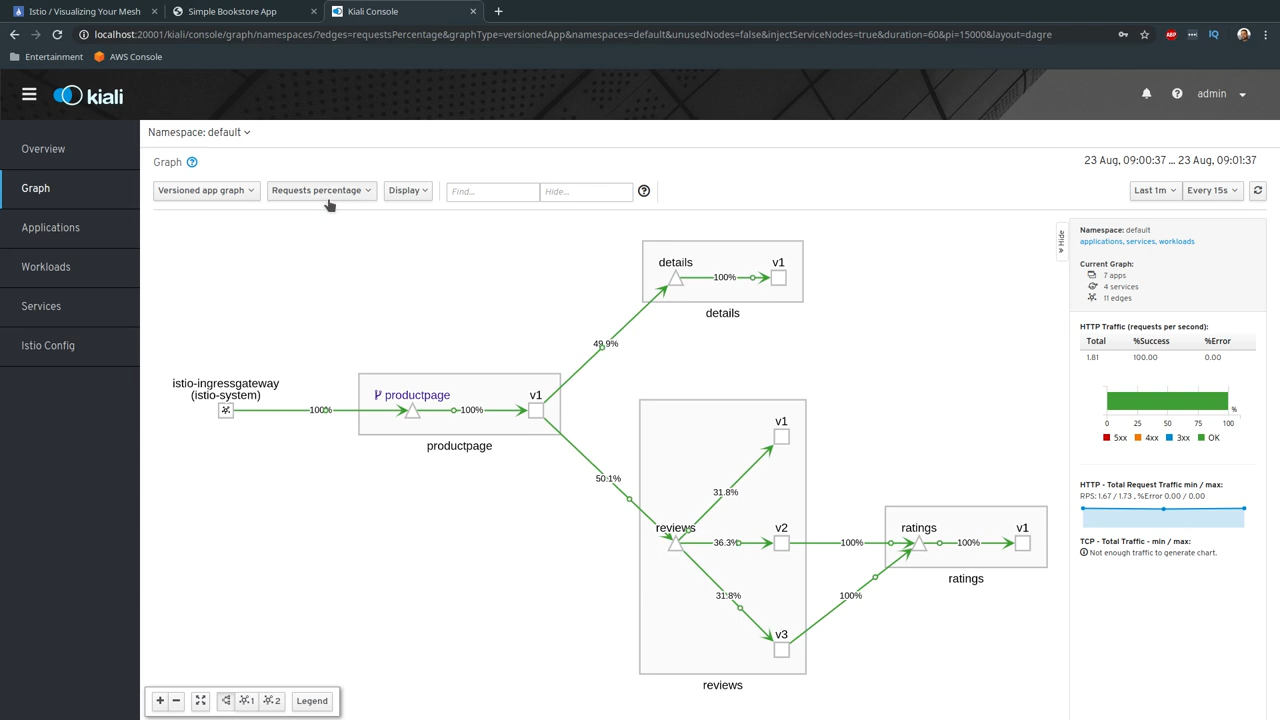 Istio / Visualizing Your Mesh
Simple Bookstore App
Kiali Console
localhost:20001/kiali/console/graph/namespaces/?edges=requestsPercentage&graphType=versionedApp&namespaces=default&unusedNodes=false&injectServiceNodes=true&duration=60&pi=15000&layout=dagre
ABP
IQ
Entertainment
AWS Console
kiali
admin
Overview
Graph
Applications
Workloads
Services
Istio Config
Namespace: default
Graph
23 Aug, 09:00:37 ... 23 Aug, 09:01:37
Versioned app graph
Requests percentage
Display
Find...
Hide...
Last 1m
Every 15s
details
v1
100%
details
49.9%
istio-ingressgateway
(istio-system)
100%
productpage
v1
100%
productpage
50.1%
v1
31.8%
reviews
36.3%
v2
31.8%
v3
reviews
100%
100%
ratings
v1
100%
ratings
Hide
Namespace: default
applications, services, workloads
Current Graph:
7 apps
4 services
11 edges
HTTP Traffic (requests per second):
Total %Success %Error
1.81 100.00 0.00
%
0 25 50 75 100
5xx 4xx 3xx OK
HTTP - Total Request Traffic min / max:
RPS: 1.67 / 1.73 , %Error 0.00 / 0.00
TCP - Total Traffic - min / max:
Not enough traffic to generate chart.
1
2
Legend